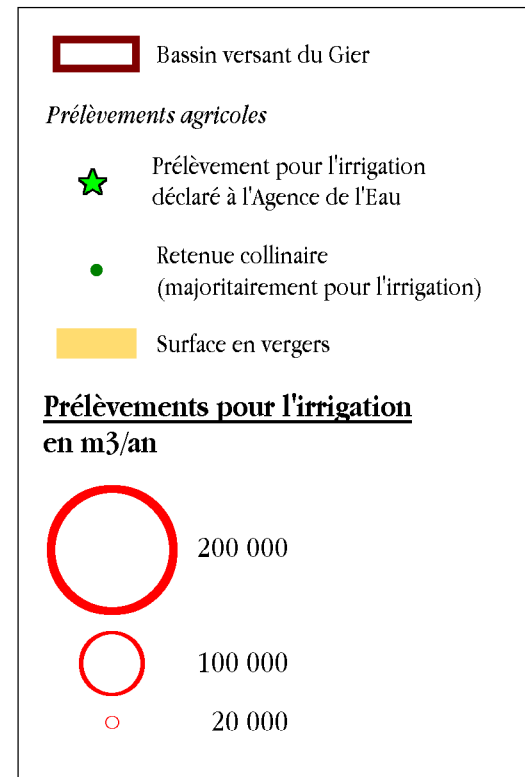 Bassin versant du Gier
Prélèvements agricoles
Prélèvement pour l'irrigation
déclaré à l'Agence de l'Eau
Retenue collinaire
(majoritairement pour l'irrigation)
Surface en vergers
Prélèvements pour l'irrigation
en m3/an
200 000
100 000
20 000